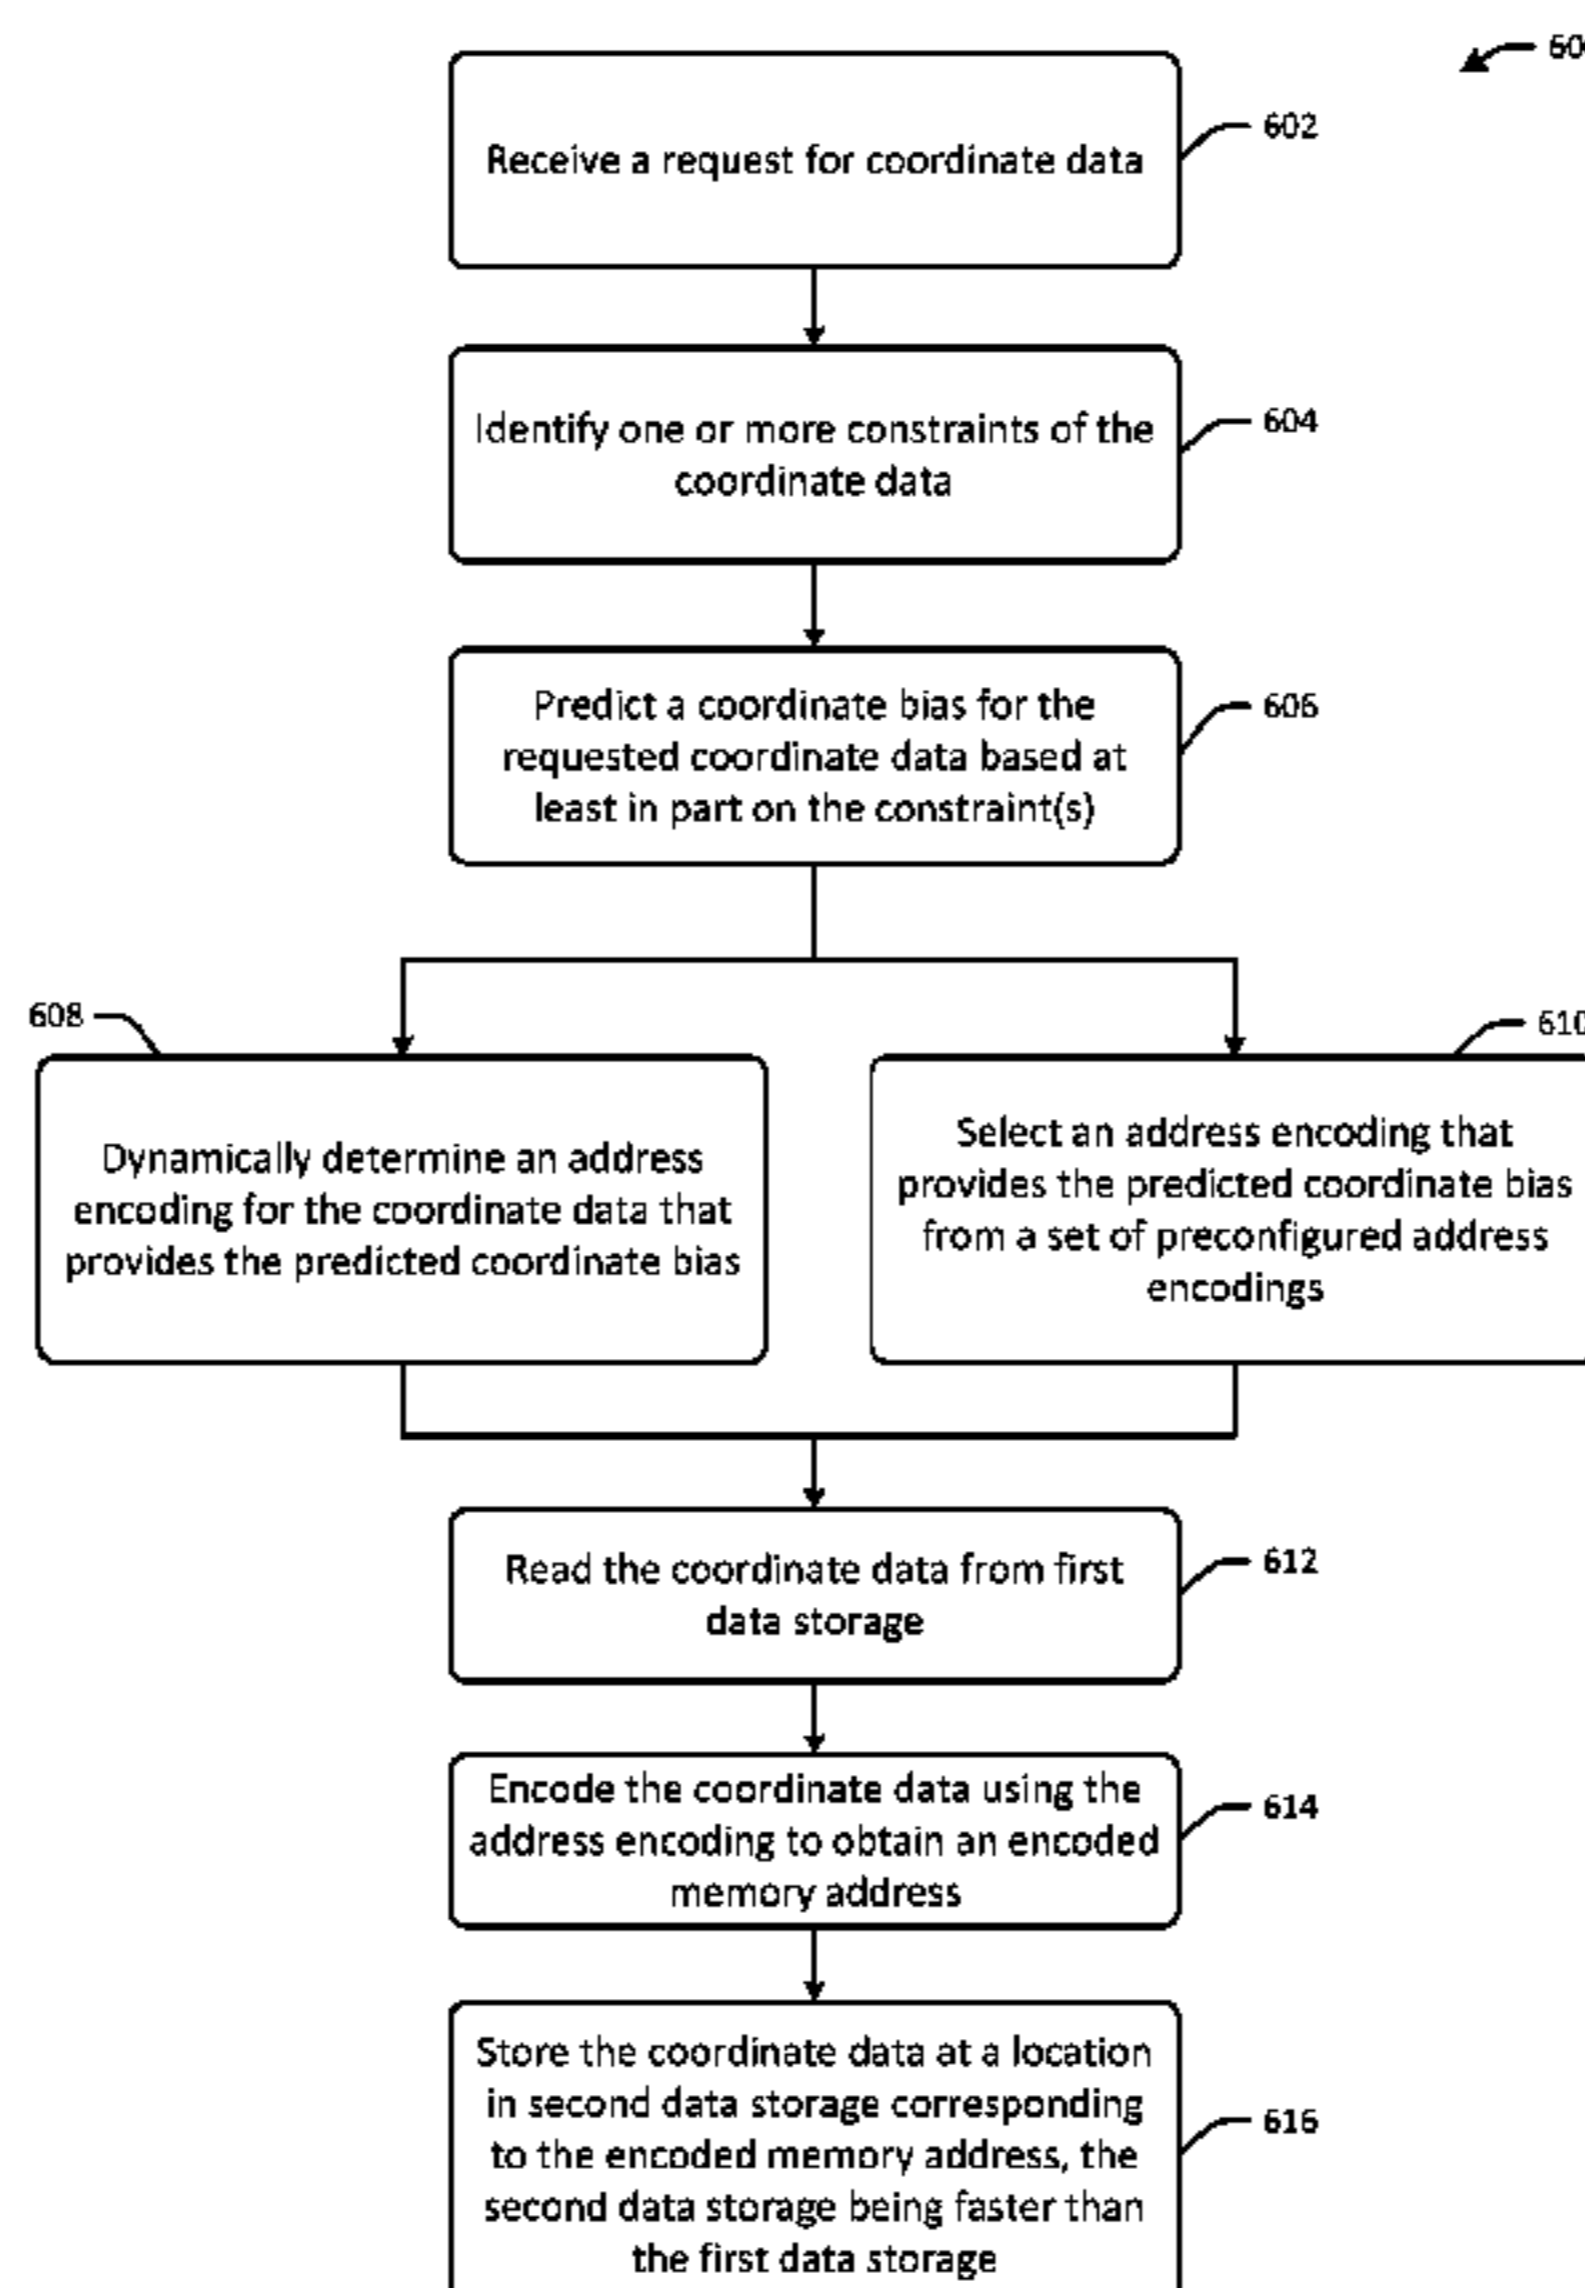 60
602
Receive a request for coordinate data
604
Identify one or more constraints of the
coordinate data
606
Predict a coordinate bias for the
requested coordinate data based at
least in part on the constraint(s)
608
610
Dynamically determine an address
encoding for the coordinate data that
provides the predicted coordinate bias
Select an address encoding that
provides the predicted coordinate bias
from a set of preconfigured address
encodings
612
Read the coordinate data from first
data storage
614
Encode the coordinate data using the
address encoding to obtain an encoded
memory address
616
Store the coordinate data at a location
in second data storage corresponding
to the encoded memory address, the
second data storage being faster than
the first data storage